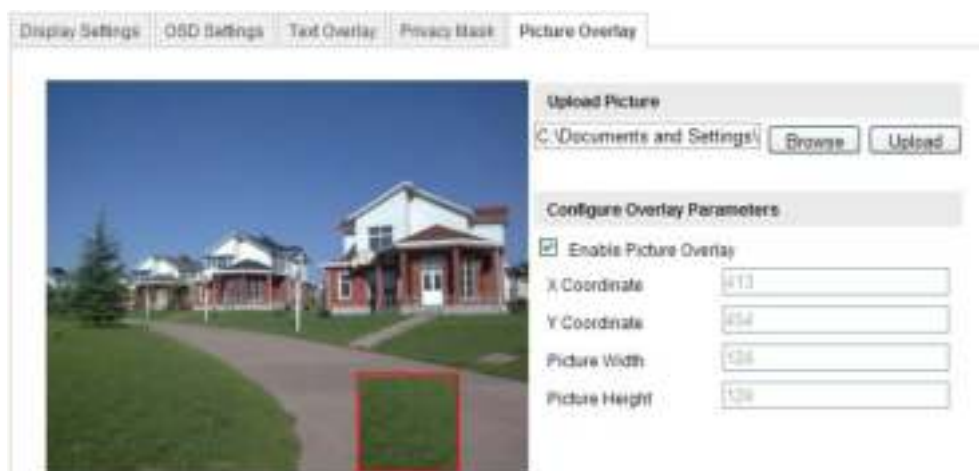 Display Settings
OSD Settings
Text Overlay
Privacy Mask
Picture Overlay
Upload Picture
C:\Documents and Settings\
Browse
Upload
Configure Overlay Parameters
Enable Picture Overlay
X Coordinate
413
Y Coordinate
Picture Width
Picture Height